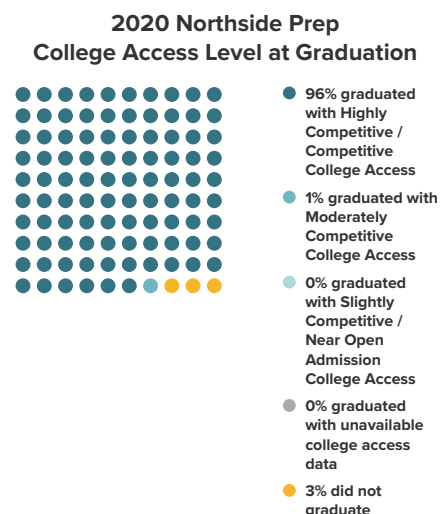 2020 Northside Prep
College Access Level at Graduation
96% graduated
with Highly
Competitive /
Competitive
College Access
1% graduated with
Moderately
Competitive
College Access
0% graduated
with Slightly
Competitive /
Near Open
Admission
College Access
0% graduated
with unavailable
college access
data
3% did not
graduate